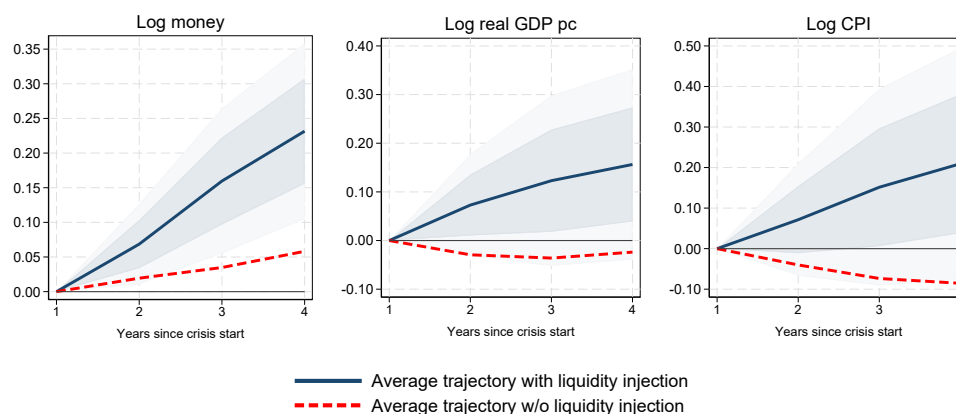 Log money
0.35
0.30
0.25
0.20
0.15
0.10
0.05
0.00
1 2 3 4
Years since crisis start
Log real GDP pc
0.40
0.30
0.20
0.10
0.00
-0.10
1 2 3 4
Years since crisis start
Log CPI
0.50
0.40
0.30
0.20
0.10
0.00
-0.10
1 2 3
Years since crisis start
Average trajectory with liquidity injection
Average trajectory w/o liquidity injection